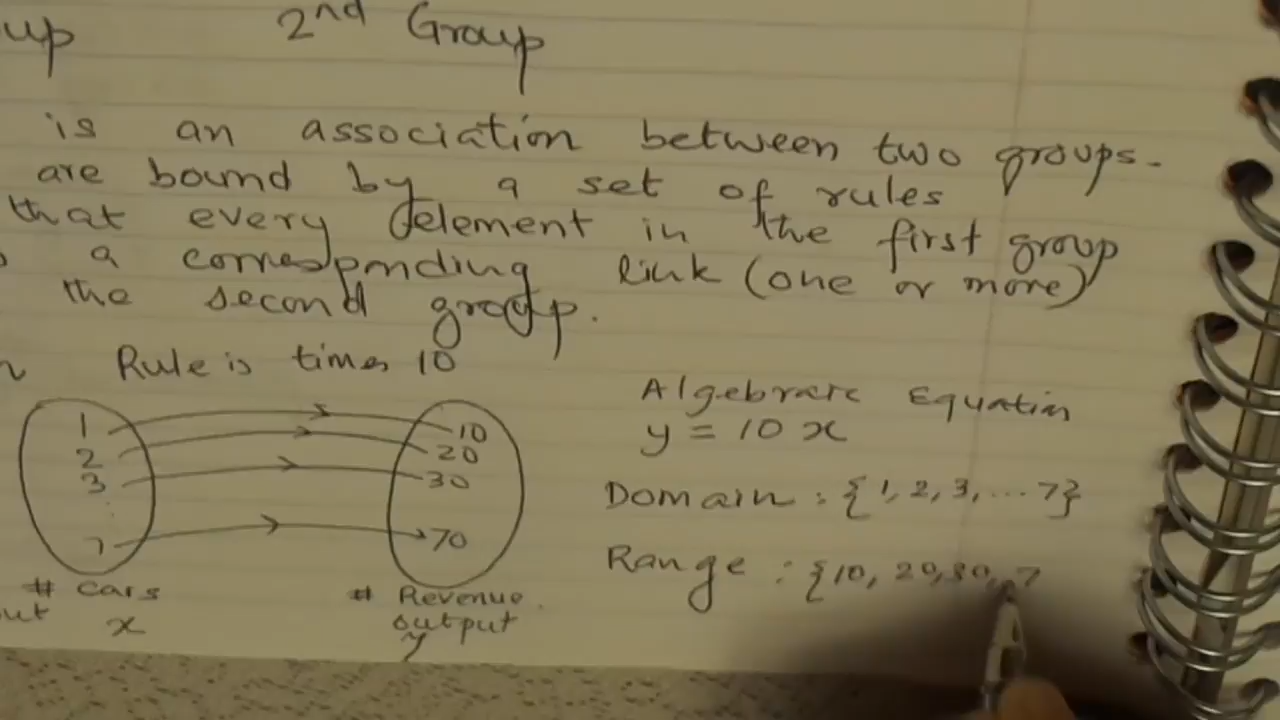 up 2nd Group
is an association between two groups.
are bound by a set of rules
that every element in the first group
a corresponding link (one or more)
the second group.
Rule is times 10
Algebraic Equation
y = 10 x
Domain : {1, 2, 3, ... 7}
Range : {10, 20, 30, .. 7
1 10
2 20
3 30
7 70
# cars # Revenue
out x output
y